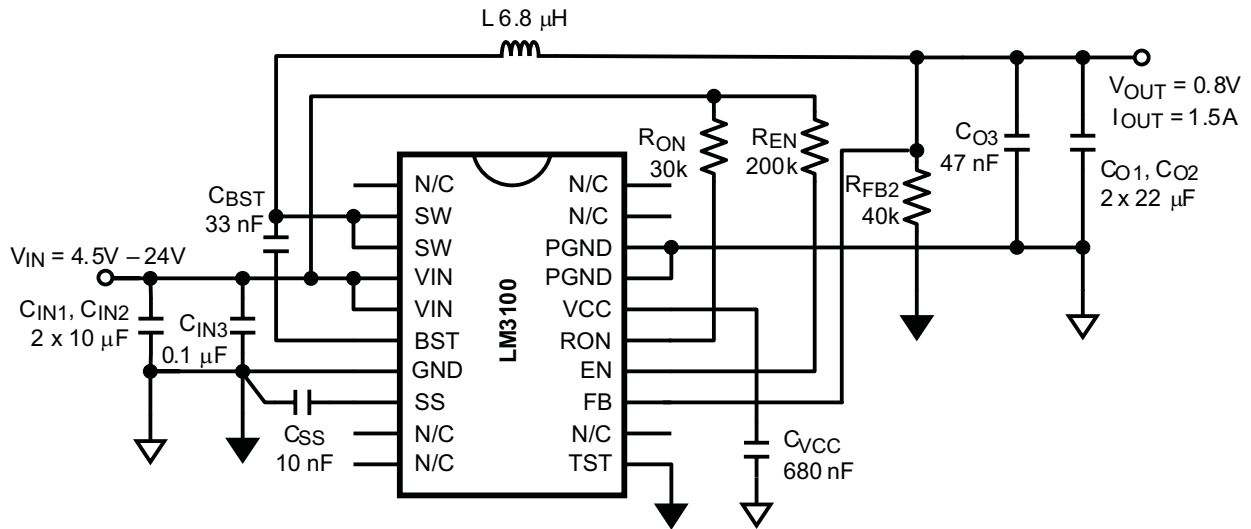 L 6.8 μH
VOUT = 0.8V
IOUT = 1.5A
RON
30k
REN
200k
CO3
47 nF
CO1, CO2
2 x 22 μF
RFB2
40k
CBST
33 nF
VIN = 4.5V – 24V
CIN1, CIN2
2 x 10 μF
CIN3
0.1 μF
CSS
10 nF
LM3100
N/C
SW
SW
VIN
VIN
BST
GND
SS
N/C
N/C
N/C
N/C
PGND
PGND
VCC
RON
EN
FB
N/C
TST
CVCC
680 nF